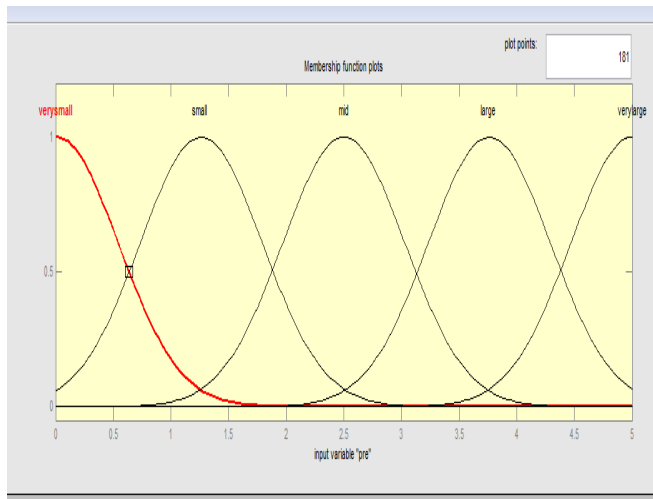 plot points: 181
Membership function plots
verysmall small mid large verylarge
1
0.5
0
0 0.5 1 1.5 2 2.5 3 3.5 4 4.5 5
input variable "pre"